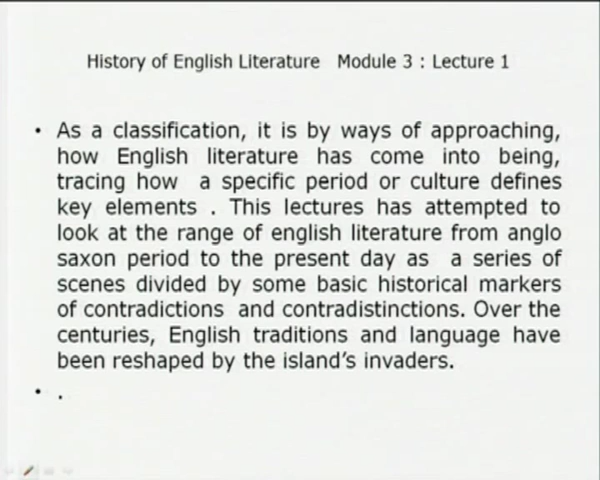 History of English Literature Module 3 : Lecture 1
• As a classification, it is by ways of approaching,
how English literature has come into being,
tracing how a specific period or culture defines
key elements . This lectures has attempted to
look at the range of english literature from anglo
saxon period to the present day as a series of
scenes divided by some basic historical markers
of contradictions and contradistinctions. Over the
centuries, English traditions and language have
been reshaped by the island's invaders.
• .